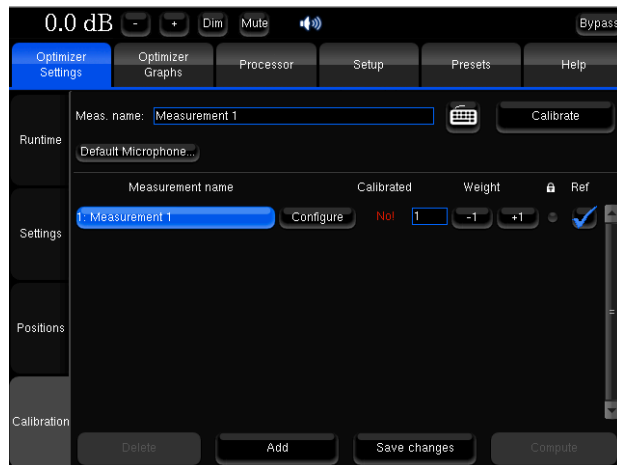 0.0 dB - + Dim Mute Bypass
Optimizer Settings Optimizer Graphs Processor Setup Presets Help
Runtime
Settings
Positions
Calibration
Meas. name: Measurement 1 Calibrate
Default Microphone...
Measurement name Calibrated Weight Ref
1: Measurement 1 Configure No! 1 -1 +1
Delete Add Save changes Compute